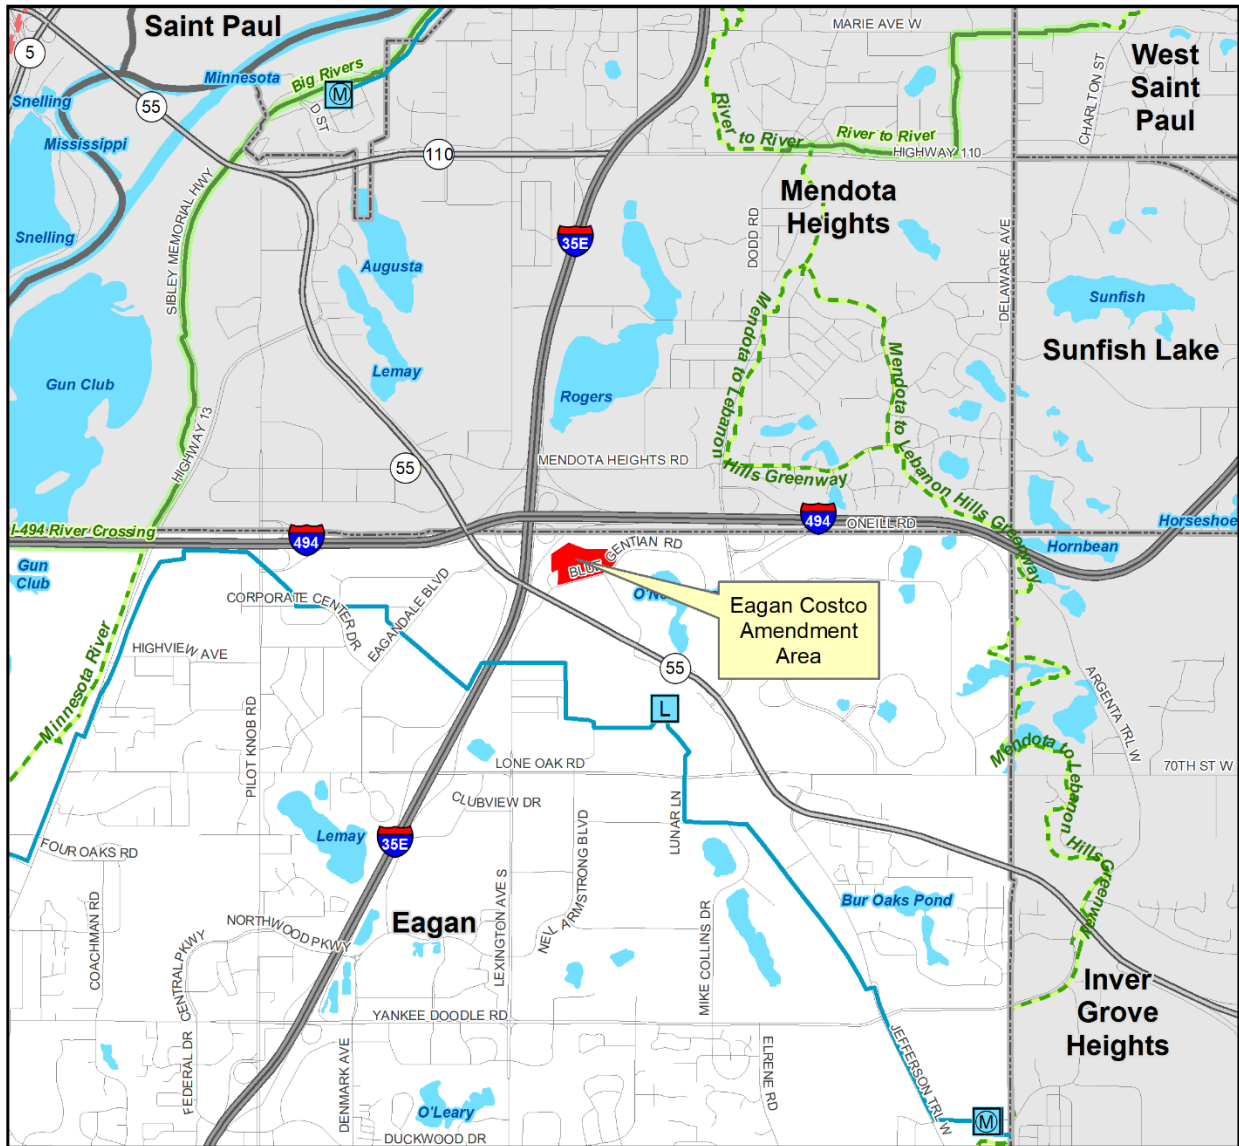 Saint Paul
MARIE AVE W
5
West
Saint
Paul
Big Rivers
Minnesota
M
55
Snelling
D ST
CHARLTON ST
Mississippi
River to River
River to River
110
HIGHWAY 110
SIBLEY MEMORIAL HWY
Mendota
Heights
Snelling
35E
DODD RD
DELAWARE AVE
Augusta
Sunfish
Mendota to Lebanon
Hills Greenway
Sunfish Lake
Gun Club
Lemay
Rogers
Mendota to Lebanon Hills Greenway
HIGHWAY 13
55
MENDOTA HEIGHTS RD
I-494 River Crossing
494
494
ONEILL RD
Horseshoe
Hornbean
Gun
Club
BLUE GENTIAN RD
CORPORATE CENTER DR
EAGANDALE BLVD
Eagan Costco
Amendment
Area
HIGHVIEW AVE
Minnesota River
55
ARGENTA TRL W
PILOT KNOB RD
L
Mendota to Lebanon Hills Greenway
LONE OAK RD
70TH ST W
CLUBVIEW DR
Lemay
35E
LUNAR LN
NEIL ARMSTRONG BLVD
FOUR OAKS RD
COACHMAN RD
Bur Oaks Pond
Eagan
NORTHWOOD PKWY
CENTRAL PKWY
LEXINGTON AVE S
MIKE COLLINS DR
Inver
Grove
Heights
YANKEE DOODLE RD
FEDERAL DR
DENMARK AVE
ELRENE RD
JEFFERSON TRL W
O'Leary
M
DUCKWOOD DR